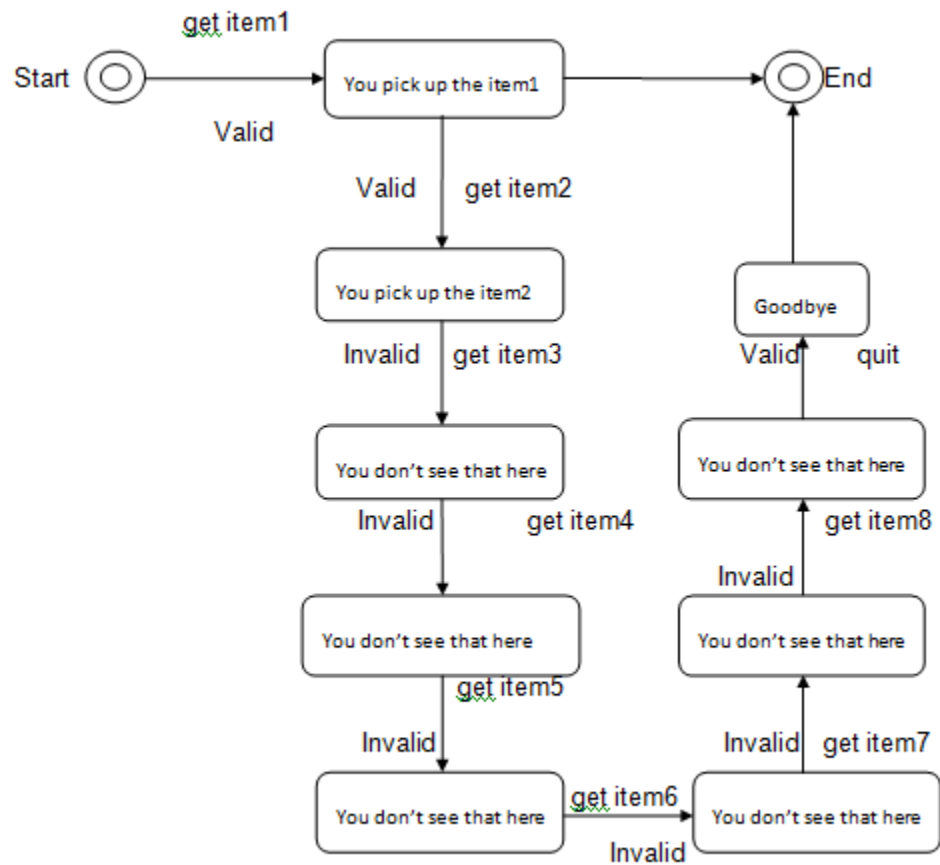 get item1
Start
You pick up the item1
End
Valid
Valid get item2
You pick up the item2
Goodbye
Invalid get item3
Valid quit
You don't see that here
You don't see that here
Invalid get item4
get item8
Invalid
You don't see that here
You don't see that here
get item5
Invalid
Invalid get item7
You don't see that here
get item6
You don't see that here
Invalid